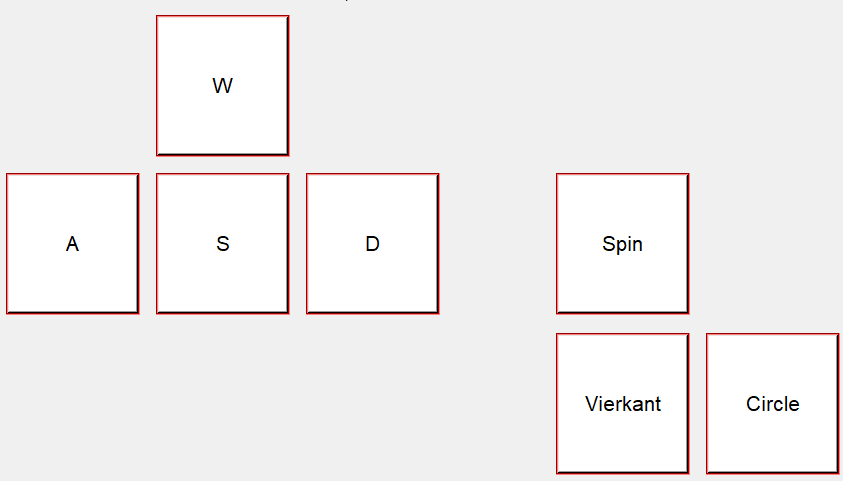 W
A S D Spin
Vierkant Circle